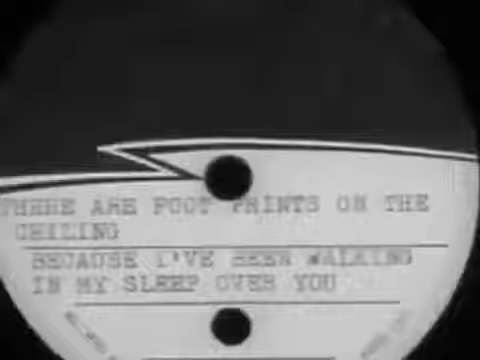 THERE ARE FOOT PRINTS ON THE
CEILING
BECAUSE I'VE BEEN WALKING
IN MY SLEEP OVER YOU